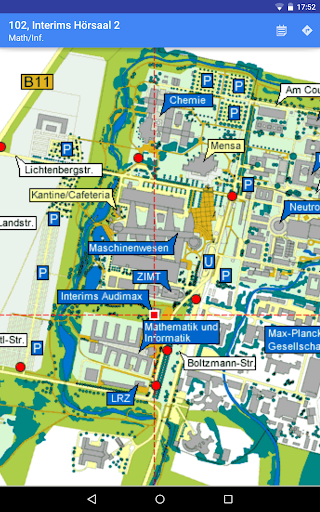 17:52
102, Interims Hörsaal 2
Math/Inf.
B11
Am Cou
P
P
P
Chemie
P
P
P
Mensa
Lichtenbergstr.
P
Kantine/Cafeteria
Neutro
Landstr.
P
Maschinenwesen
U
P
ZIMT
P
Interims Audimax
Mathematik und
Informatik
Max-Planck
Gesellscha
tl-Str.
P
Boltzmann-Str.
LRZ